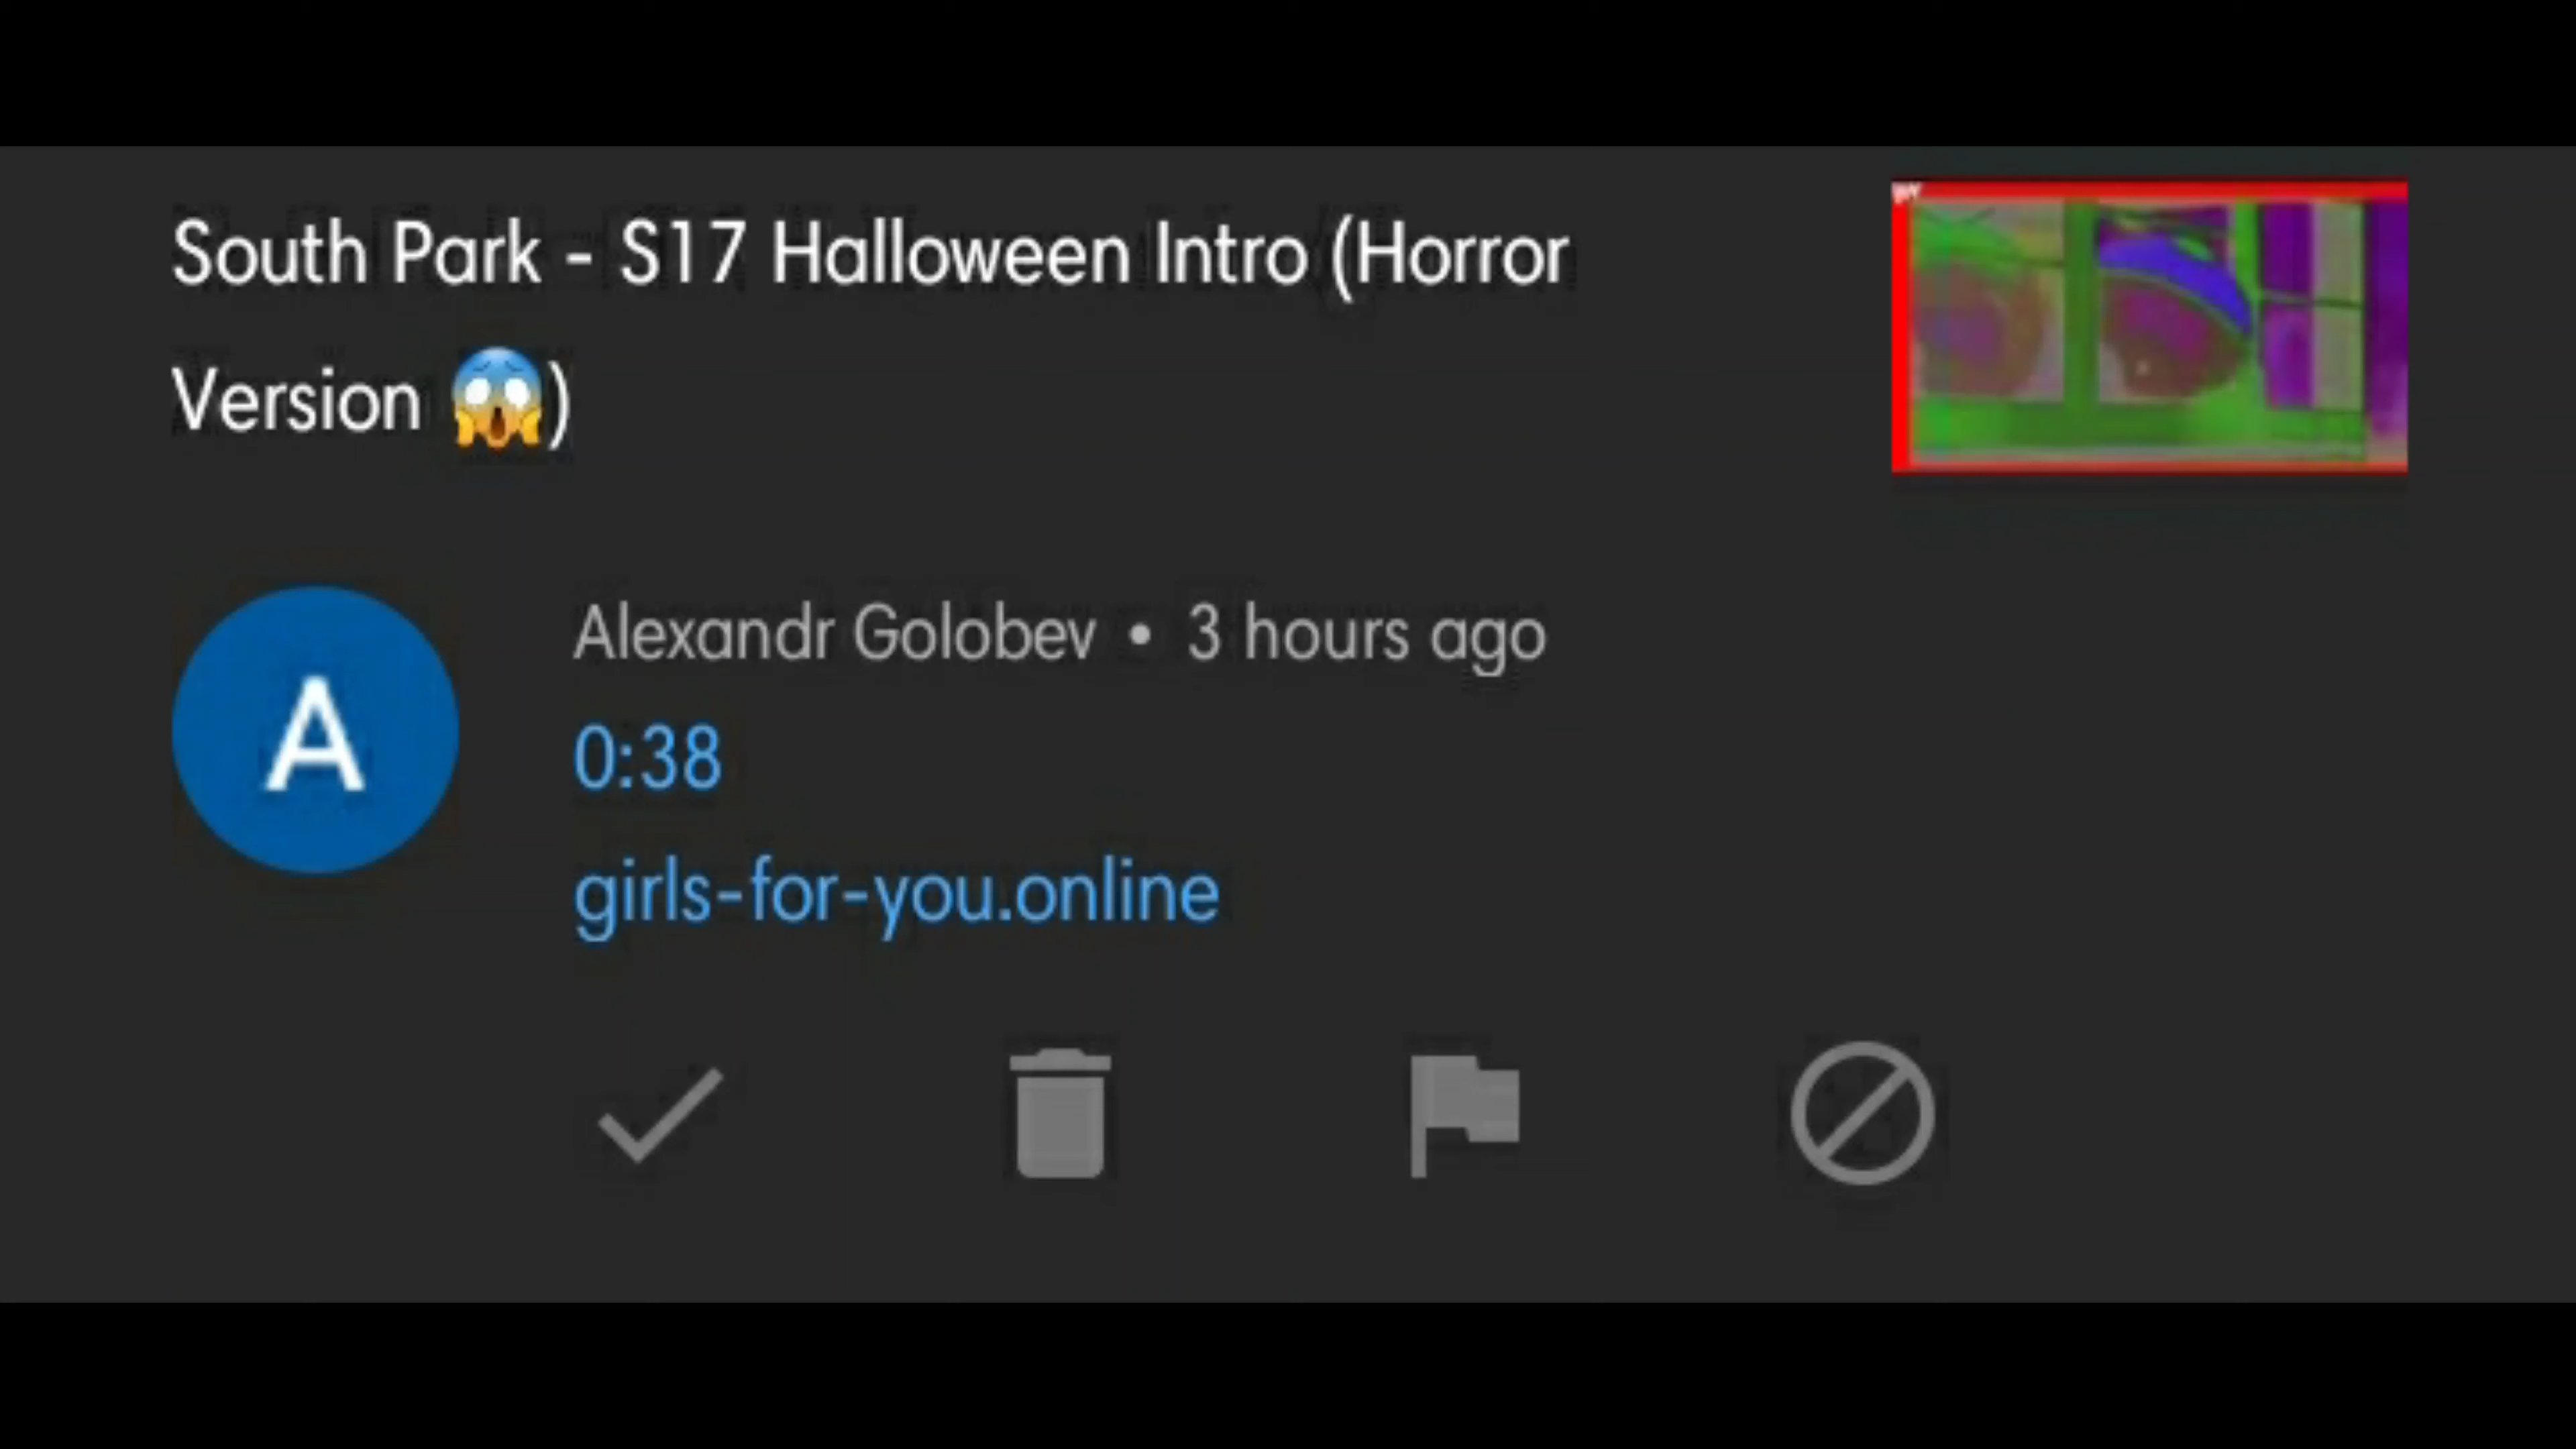 South Park - S17 Halloween Intro (Horror
Version 😱)
A
Alexandr Golobev • 3 hours ago
0:38
girls-for-you.online